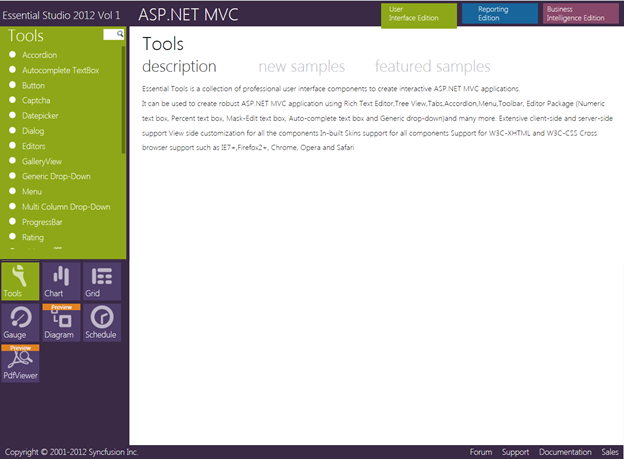 Essential Studio 2012 Vol 1
ASP.NET MVC
User
Interface Edition
Reporting
Edition
Business
Intelligence Edition
Tools
Accordion
Autocomplete TextBox
Button
Captcha
Datepicker
Dialog
Editors
GalleryView
Generic Drop-Down
Menu
Multi Column Drop-Down
ProgressBar
Rating
Tools
Chart
Grid
Gauge
Preview
Diagram
Schedule
Preview
PdfViewer
Tools
description new samples featured samples
Essential Tools is a collection of professional user interface components to create interactive ASP.NET MVC applications.
It can be used to create robust ASP.NET MVC application using Rich Text Editor,Tree View,Tabs,Accordion,Menu,Toolbar, Editor Package (Numeric
text box, Percent text box, Mask-Edit text box, Auto-complete text box and Generic drop-down)and many more. Extensive client-side and server-side
support View side customization for all the components In-built Skins support for all components Support for W3C-XHTML and W3C-CSS Cross
browser support such as IE7+,Firefox2+, Chrome, Opera and Safari
Copyright © 2001-2012 Syncfusion Inc.
Forum Support Documentation Sales